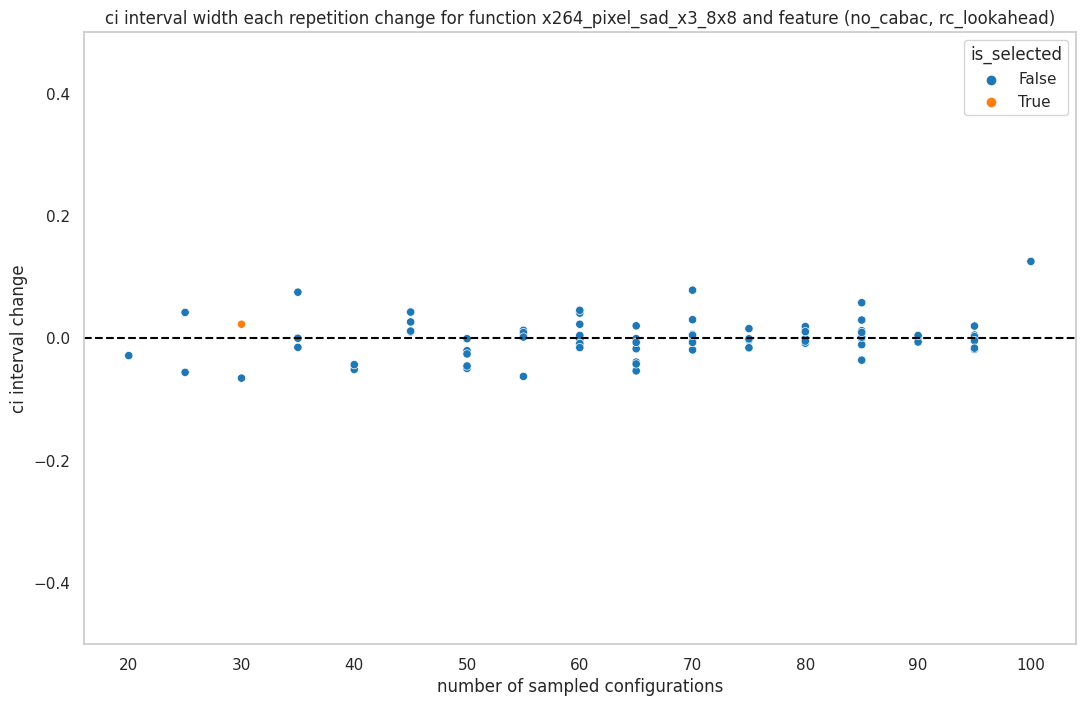 ci interval width each repetition change for function x264_pixel_sad_x3_8x8 and feature (no_cabac, rc_lookahead)
is_selected
False
True
ci interval change
0.4
0.2
0.0
−0.2
−0.4
20 30 40 50 60 70 80 90 100
number of sampled configurations